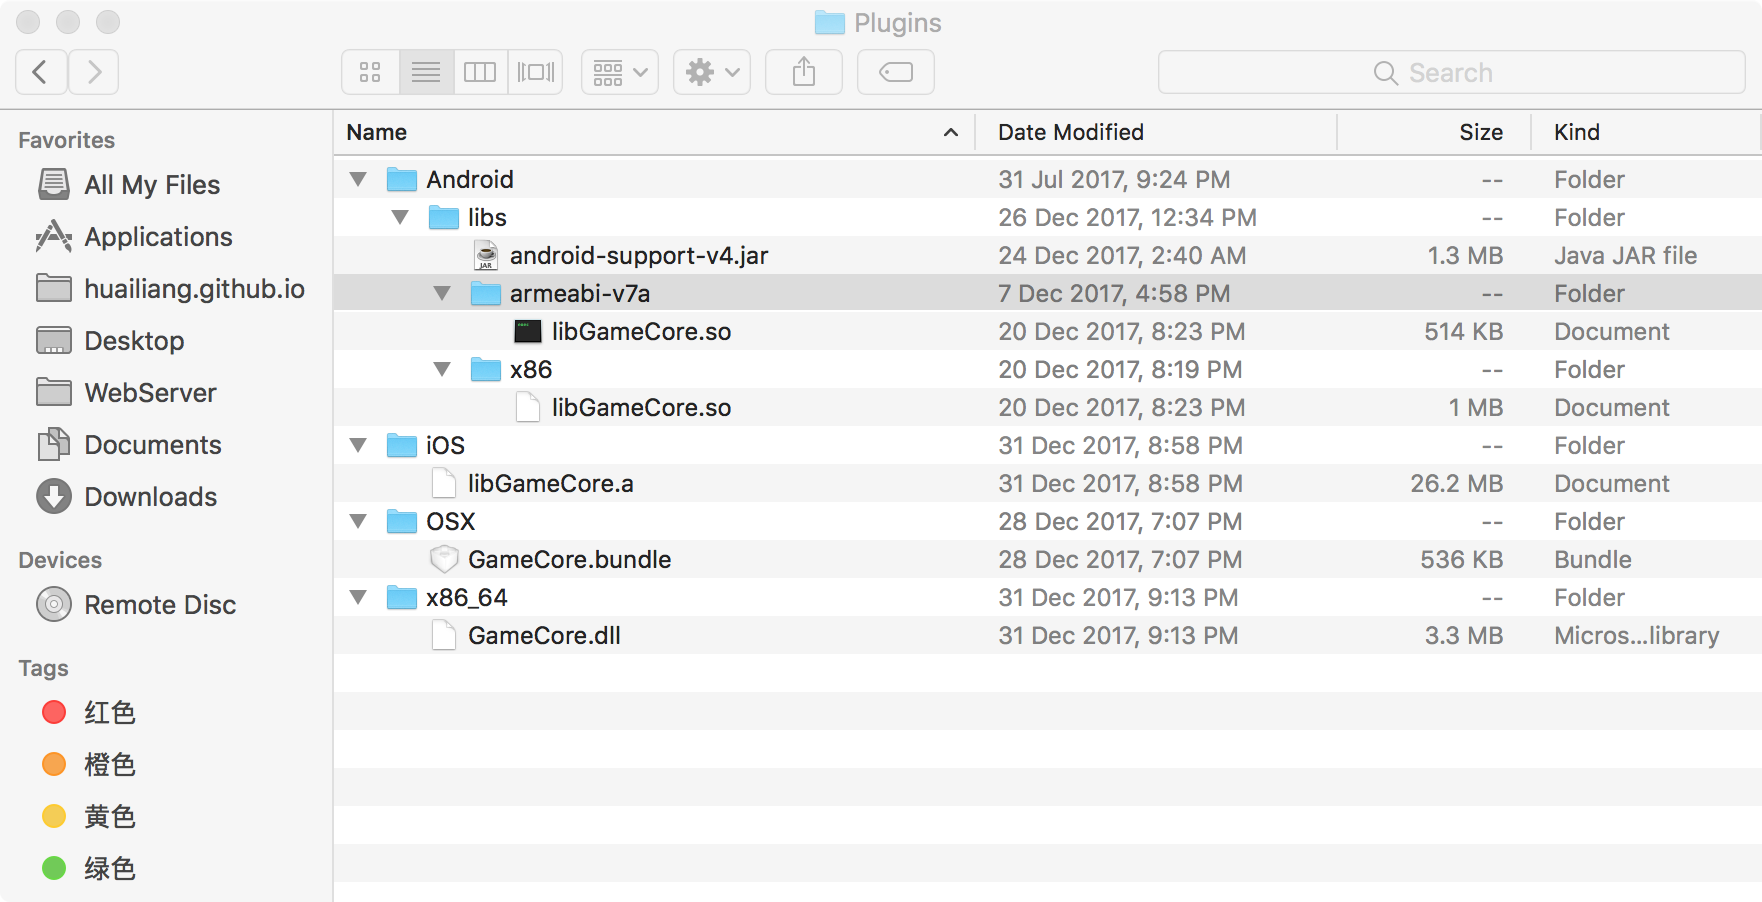 Plugins
Search
Favorites
All My Files
Applications
huailiang.github.io
Desktop
WebServer
Documents
Downloads
Devices
Remote Disc
Tags
红色
橙色
黄色
绿色
Name Date Modified Size Kind
Android 31 Jul 2017, 9:24 PM -- Folder
libs 26 Dec 2017, 12:34 PM -- Folder
android-support-v4.jar 24 Dec 2017, 2:40 AM 1.3 MB Java JAR file
armeabi-v7a 7 Dec 2017, 4:58 PM -- Folder
libGameCore.so 20 Dec 2017, 8:23 PM 514 KB Document
x86 20 Dec 2017, 8:19 PM -- Folder
libGameCore.so 20 Dec 2017, 8:23 PM 1 MB Document
iOS 31 Dec 2017, 8:58 PM -- Folder
libGameCore.a 31 Dec 2017, 8:58 PM 26.2 MB Document
OSX 28 Dec 2017, 7:07 PM -- Folder
GameCore.bundle 28 Dec 2017, 7:07 PM 536 KB Bundle
x86_64 31 Dec 2017, 9:13 PM -- Folder
GameCore.dll 31 Dec 2017, 9:13 PM 3.3 MB Micros...library